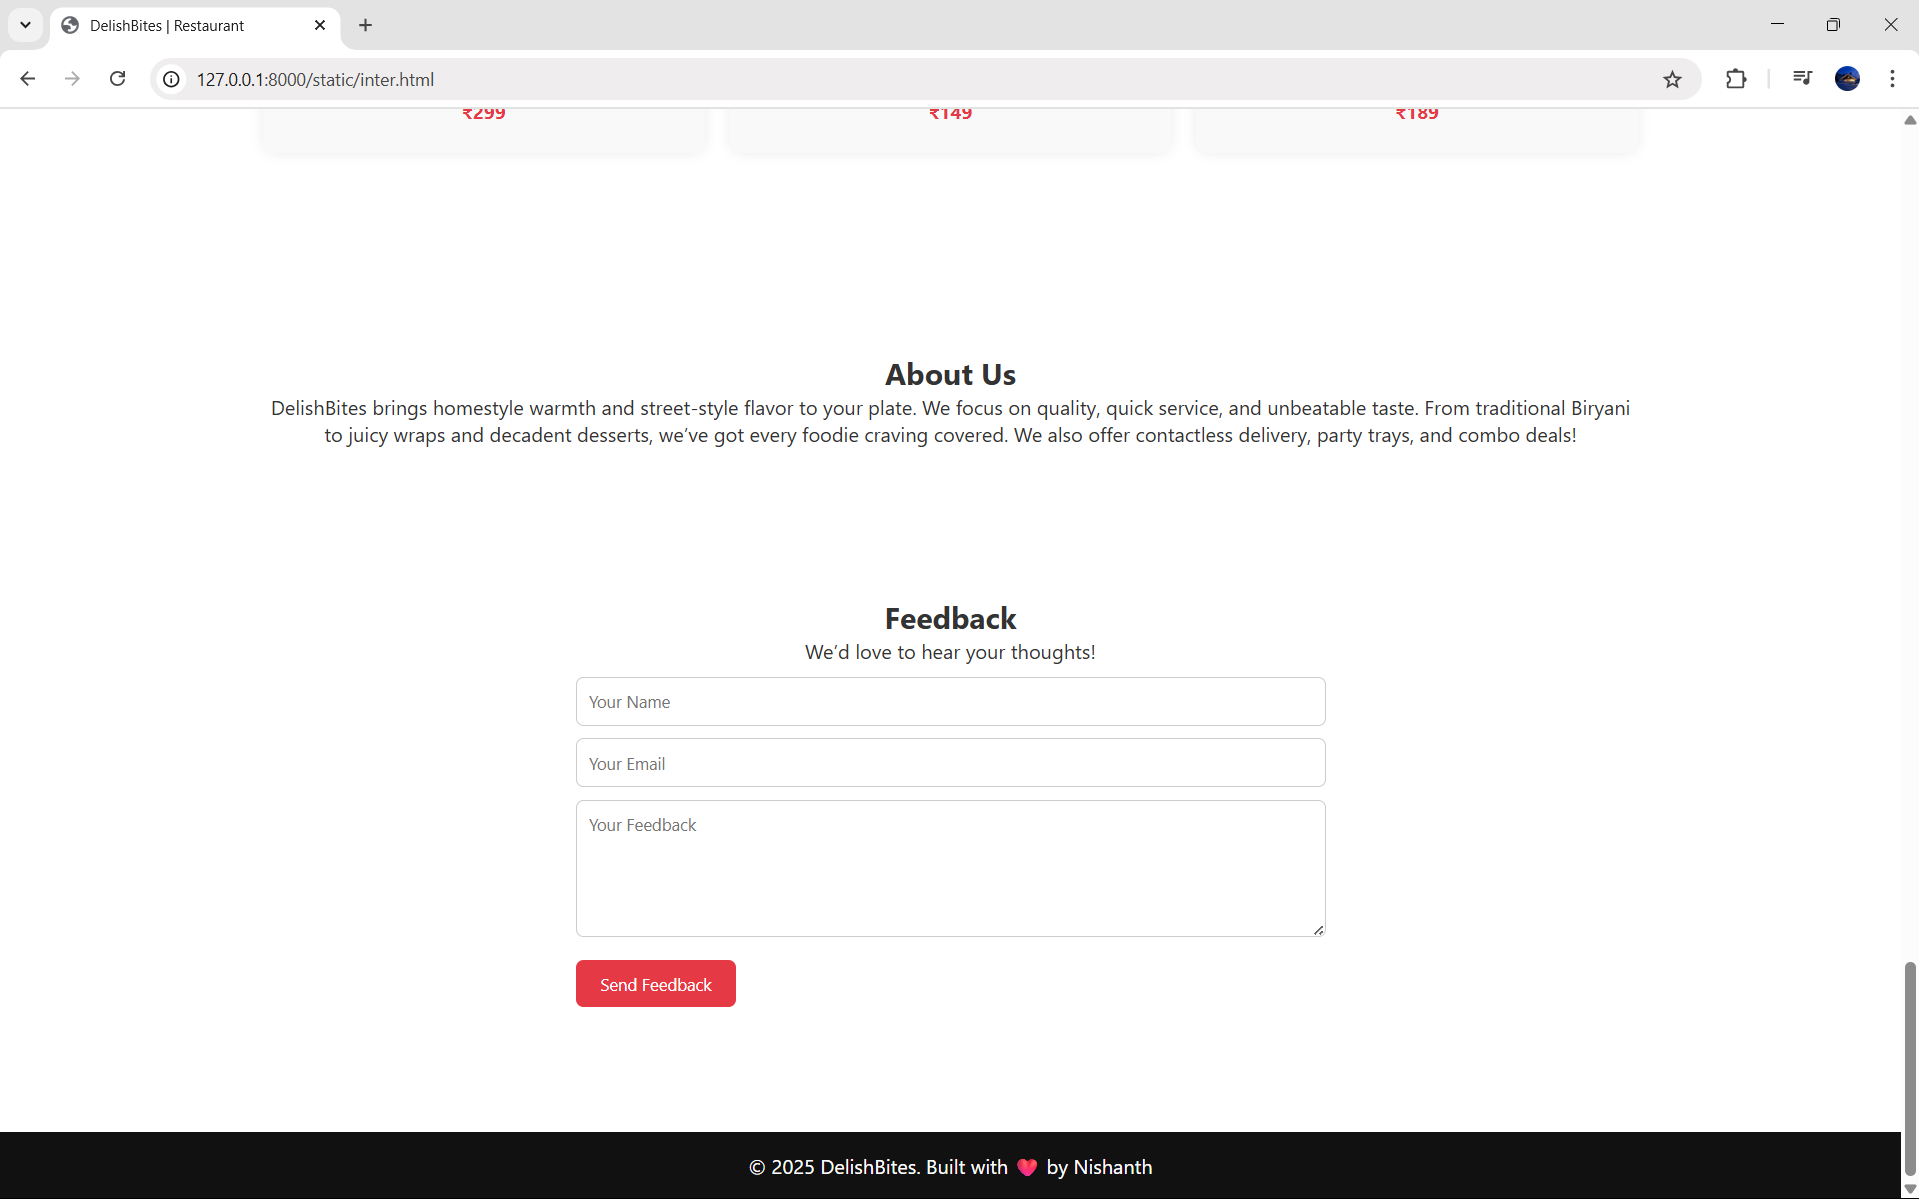 DelishBites | Restaurant
127.0.0.1:8000/static/inter.html
₹299 ₹149 ₹189
About Us
DelishBites brings homestyle warmth and street-style flavor to your plate. We focus on quality, quick service, and unbeatable taste. From traditional Biryani
to juicy wraps and decadent desserts, we’ve got every foodie craving covered. We also offer contactless delivery, party trays, and combo deals!
Feedback
We’d love to hear your thoughts!
Your Name
Your Email
Your Feedback
Send Feedback
© 2025 DelishBites. Built with ❤️ by Nishanth